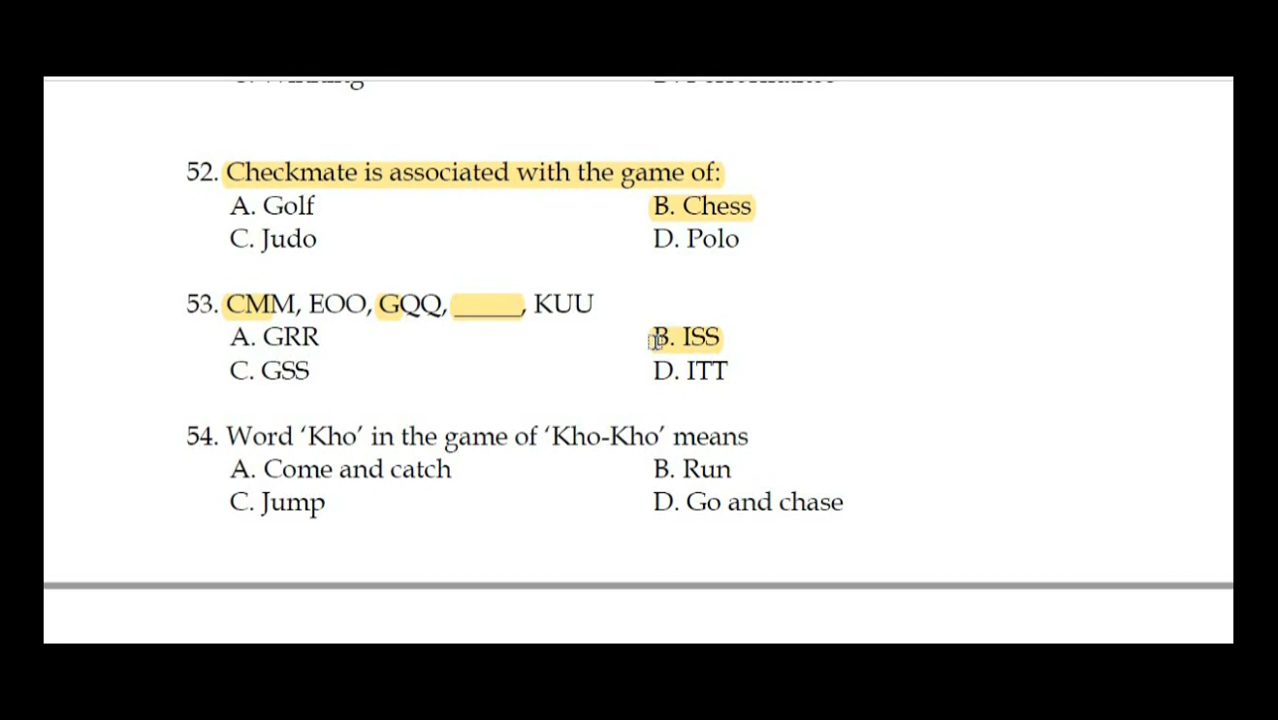 52. Checkmate is associated with the game of:
A. Golf B. Chess
C. Judo D. Polo
53. CMM, EOO, GQQ, _____, KUU
A. GRR B. ISS
C. GSS D. ITT
54. Word ‘Kho’ in the game of ‘Kho-Kho’ means
A. Come and catch B. Run
C. Jump D. Go and chase